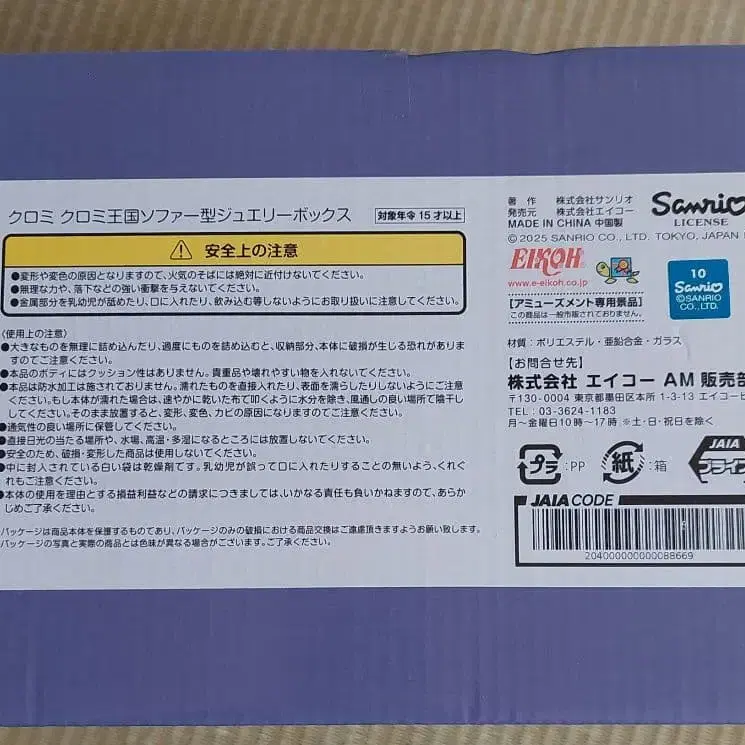 クロミ クロミ王国ソファー型ジュエリーボックス
対象年令15才以上
安全上の注意
●変形や変色の原因となりますので、火気のそばには絶対に近付けないでください。
●無理な力や、落下などの強い衝撃を与えないでください。
●金属部分を乳幼児が舐めたり、口に入れたり、飲み込む等しないようにお取り扱いに注意してください。
〈使用上の注意〉
●大きなものを無理に詰め込んだり、過度にものを詰め込むと、収納部分、本体に破損が生じる恐れがありま
すのでご注意ください。
●本品のボディにはクッション性はありません。貴重品や壊れやすい物を入れないでください。
●本品は防水加工は施されておりません。濡れたものを直接入れたり、表面を濡らしたりしないようにご注意
ください。もし本体が濡れた場合は、速やかに乾いた布で叩くように水分を除き、風通しの良い場所で陰干し
してください。そのまま放置すると、変形、変色、カビの原因になりますのでご注意ください。
●通気性の良い場所に保管してください。
●直接日光の当たる場所や、水場、高温・多湿になるところには放置しないでください。
●安全のため、破損・変形した商品は使用しないでください。
●中に封入されている白い袋は乾燥剤です。乳幼児が誤って口に入れたりすることの無いよう、くれぐ
れもご注意ください。
●本体の使用を理由とする損益利益などの請求につきましては、いかなる責任も負いかねますので、あらか
じめご了承ください。
パッケージは商品本体を保護するものであり、パッケージのみの破損における商品交換はご遠慮頂きますようお願い致します。
パッケージの写真と実際の商品とは色味が異なる場合がございます。ご了承ください。
著作 株式会社サンリオ
発売元 株式会社エイコー
MADE IN CHINA 中国製
© 2025 SANRIO CO., LTD. TOKYO, JAPAN
Sanrio
LICENSE
EIKOH
www.e-eikoh.co.jp
【アミューズメント専用景品】
この商品は一般市販されておりません。
10
Sanrio
©SANRIO
CO.,LTD.
材質：ポリエステル・亜鉛合金・ガラス
【お問合せ先】
株式会社 エイコー AM 販売部
〒130-0004 東京都墨田区本所 1-3-13 エイコービ
TEL：03-3624-1183
月～金曜日10時～17時 ※土・日・祝日を除く
プラ：PP
紙：箱
JAIA
プライズ
JAIA CODE
204000000000088669